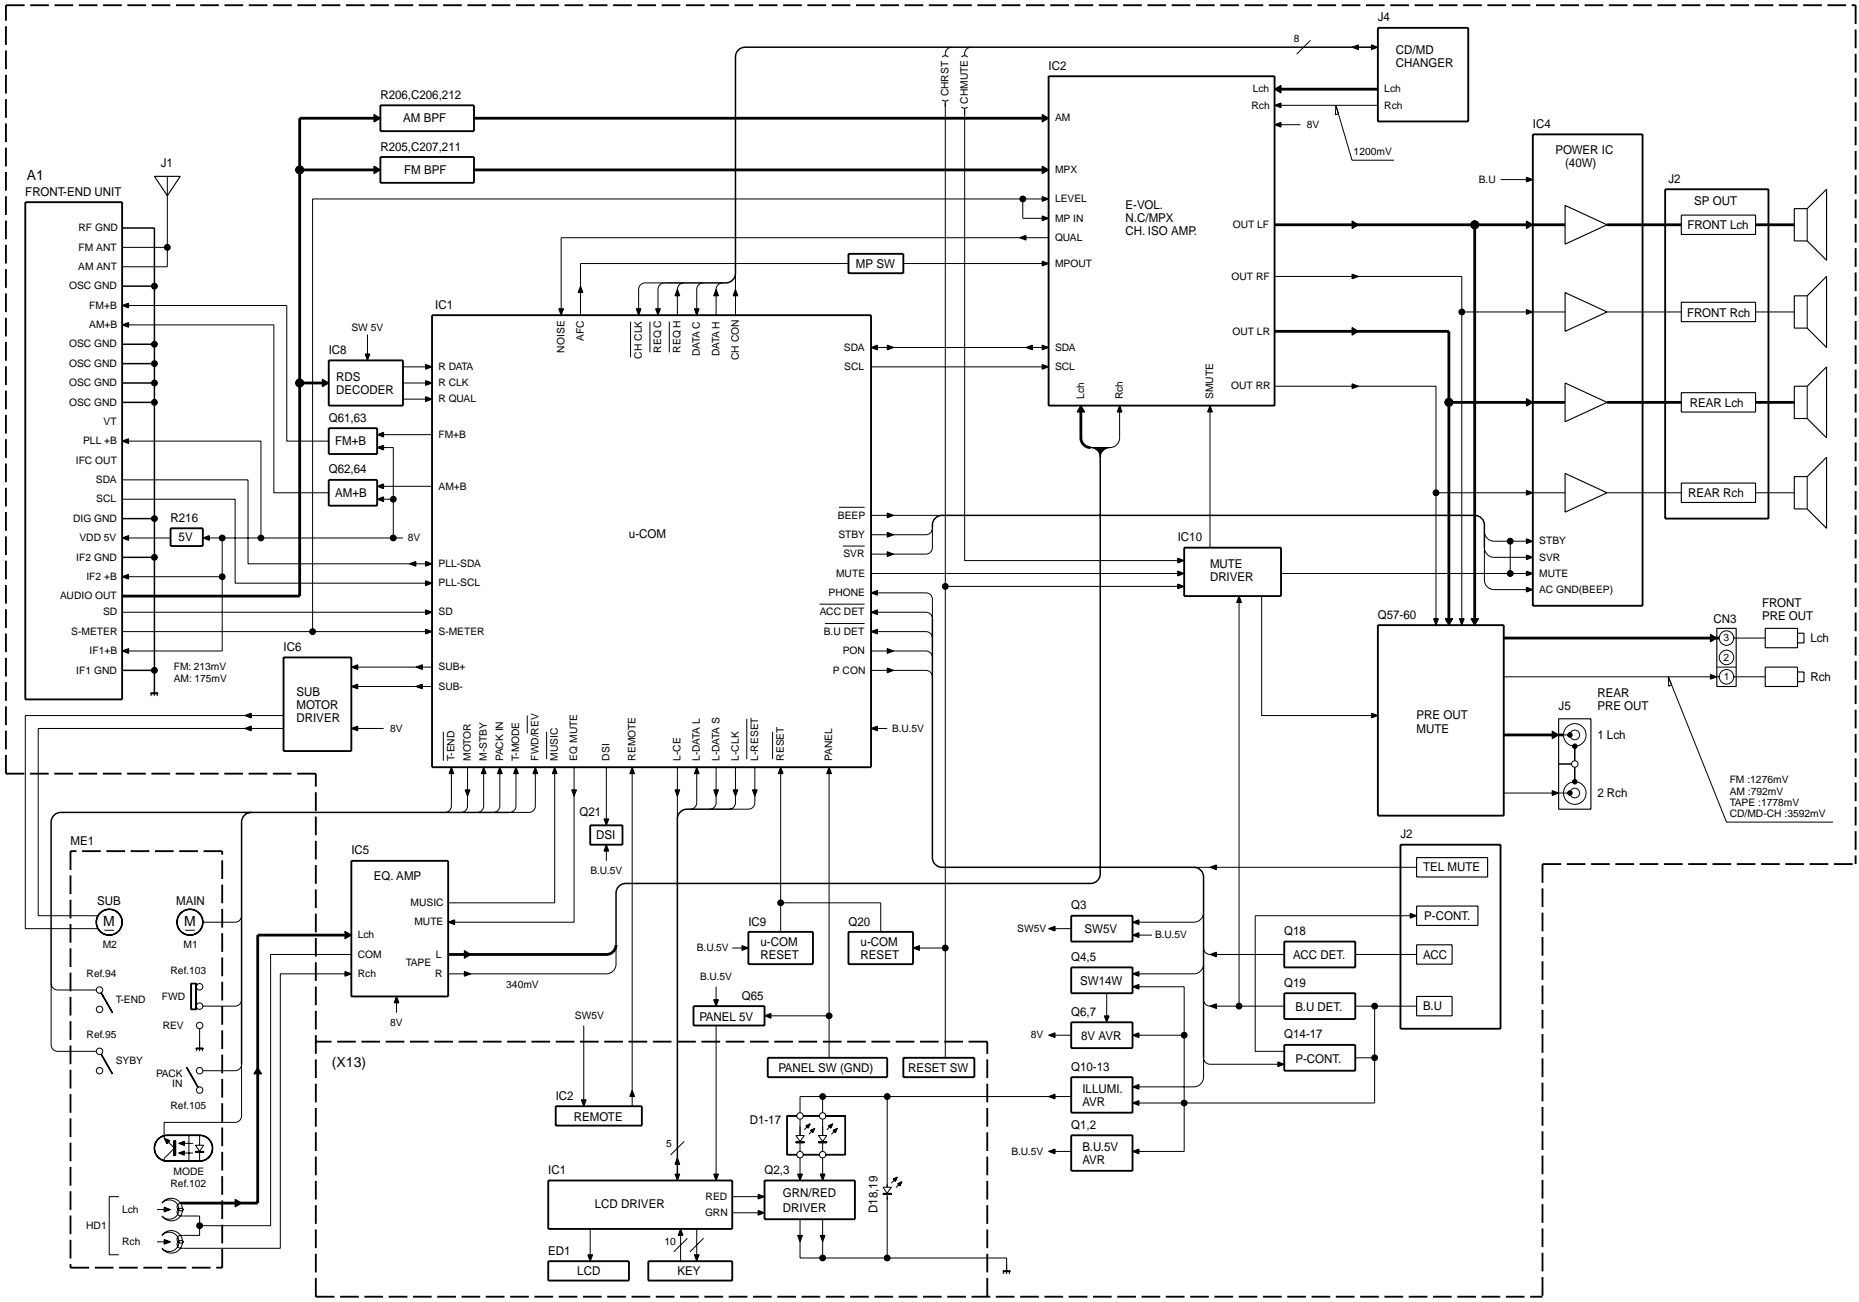 J4
CD/MD
CHANGER
Lch
Rch
8
CHRST
CHMUTE
IC2
Lch
Rch
8V
1200mV
AM
MPX
LEVEL
MP IN
QUAL
MPOUT
E-VOL.
N.C/MPX
CH. ISO AMP.
OUT LF
OUT RF
OUT LR
OUT RR
SDA
SCL
Lch
Rch
SMUTE
R206,C206,212
AM BPF
R205,C207,211
FM BPF
MP SW
IC4
POWER IC
(40W)
B.U
STBY
SVR
MUTE
AC GND(BEEP)
J2
SP OUT
FRONT Lch
FRONT Rch
REAR Lch
REAR Rch
A1
FRONT-END UNIT
J1
RF GND
FM ANT
AM ANT
OSC GND
FM+B
AM+B
OSC GND
OSC GND
OSC GND
OSC GND
VT
PLL +B
IFC OUT
SDA
SCL
DIG GND
VDD 5V
IF2 GND
IF2 +B
AUDIO OUT
SD
S-METER
IF1+B
IF1 GND
FM: 213mV
AM: 175mV
R216
5V
8V
SW 5V
IC8
RDS
DECODER
Q61,63
FM+B
Q62,64
AM+B
IC1
u-COM
NOISE
AFC
CH CLK
REQ C
REQ H
DATA C
DATA H
CH CON
R DATA
R CLK
R QUAL
FM+B
AM+B
PLL-SDA
PLL-SCL
SD
S-METER
SUB+
SUB-
SDA
SCL
BEEP
STBY
SVR
MUTE
PHONE
ACC DET
B.U DET
PON
P CON
B.U.5V
T-END
MOTOR
M-STBY
PACK IN
T-MODE
FWD/REV
MUSIC
EQ MUTE
DSI
REMOTE
L-CE
L-DATA L
L-DATA S
L-CLK
L-RESET
RESET
PANEL
IC6
SUB
MOTOR
DRIVER
8V
IC10
MUTE
DRIVER
Q57-60
PRE OUT
MUTE
CN3
3
2
1
FRONT
PRE OUT
Lch
Rch
J5
REAR
PRE OUT
1 Lch
2 Rch
FM :1276mV
AM :792mV
TAPE :1778mV
CD/MD-CH :3592mV
ME1
SUB
M
M2
MAIN
M
M1
Ref.94
T-END
Ref.95
SYBY
Ref.103
FWD
REV
PACK
IN
Ref.105
MODE
Ref.102
HD1
Lch
Rch
IC5
EQ. AMP
Lch
COM
Rch
MUSIC
MUTE
TAPE
L
R
340mV
8V
Q21
DSI
B.U.5V
IC9
B.U.5V
u-COM
RESET
Q20
u-COM
RESET
B.U.5V
Q65
PANEL 5V
SW5V
PANEL SW (GND)
RESET SW
(X13)
IC2
REMOTE
5
IC1
LCD DRIVER
RED
GRN
ED1
LCD
10
KEY
D1-17
Q2,3
GRN/RED
DRIVER
D18,19
Q3
SW5V
SW5V
B.U.5V
Q4,5
SW14W
Q6,7
8V
8V AVR
Q10-13
ILLUMI.
AVR
Q1,2
B.U.5V
B.U.5V
AVR
Q18
ACC DET.
Q19
B.U DET.
Q14-17
P-CONT.
J2
TEL MUTE
P-CONT.
ACC
B.U